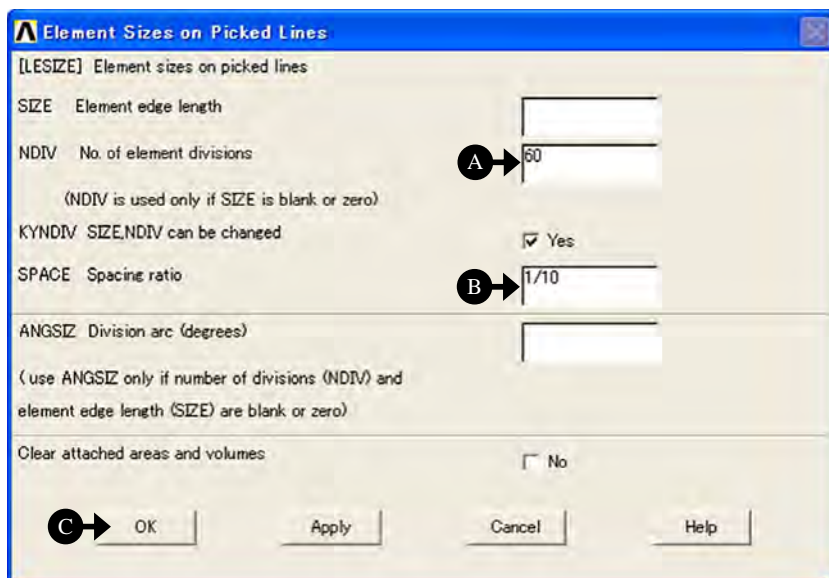 Element Sizes on Picked Lines
[LESIZE] Element sizes on picked lines
SIZE Element edge length
NDIV No. of element divisions A 60
(NDIV is used only if SIZE is blank or zero)
KYNDIV SIZE,NDIV can be changed Yes
SPACE Spacing ratio B 1/10
ANGSIZ Division arc (degrees)
( use ANGSIZ only if number of divisions (NDIV) and
element edge length (SIZE) are blank or zero)
Clear attached areas and volumes No
C OK Apply Cancel Help